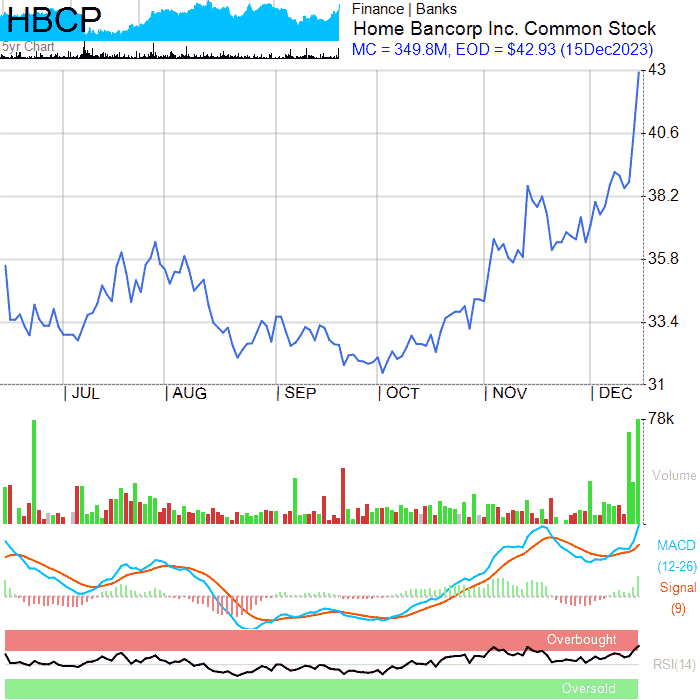 HBCP
5yr Chart
Finance | Banks
Home Bancorp Inc. Common Stock
MC = 349.8M, EOD = $42.93 (15Dec2023)
43
40.6
38.2
35.8
33.4
31
| JUL | AUG | SEP | OCT | NOV | DEC
78k
Volume
MACD
(12-26)
Signal
(9)
Overbought
RSI(14)
Oversold